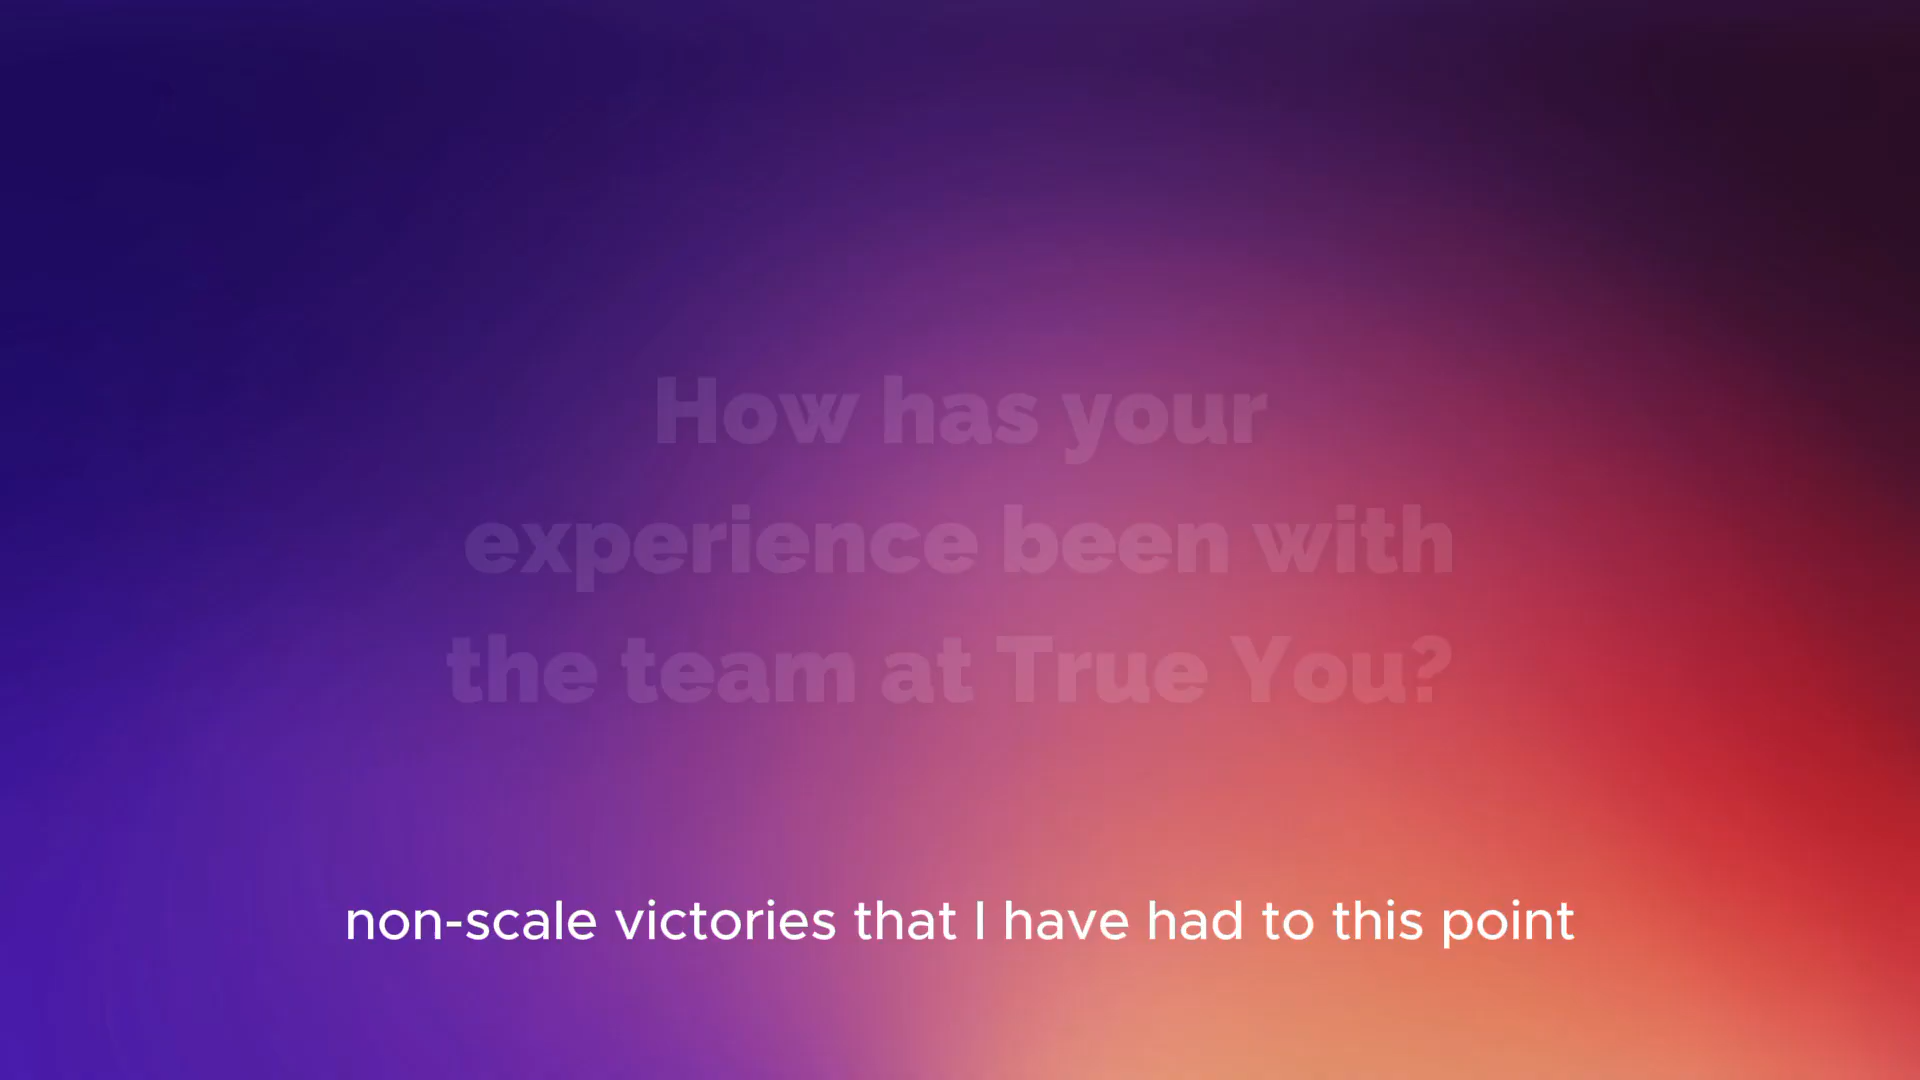 How has your
experience been with
the team at True You?
non-scale victories that I have had to this point